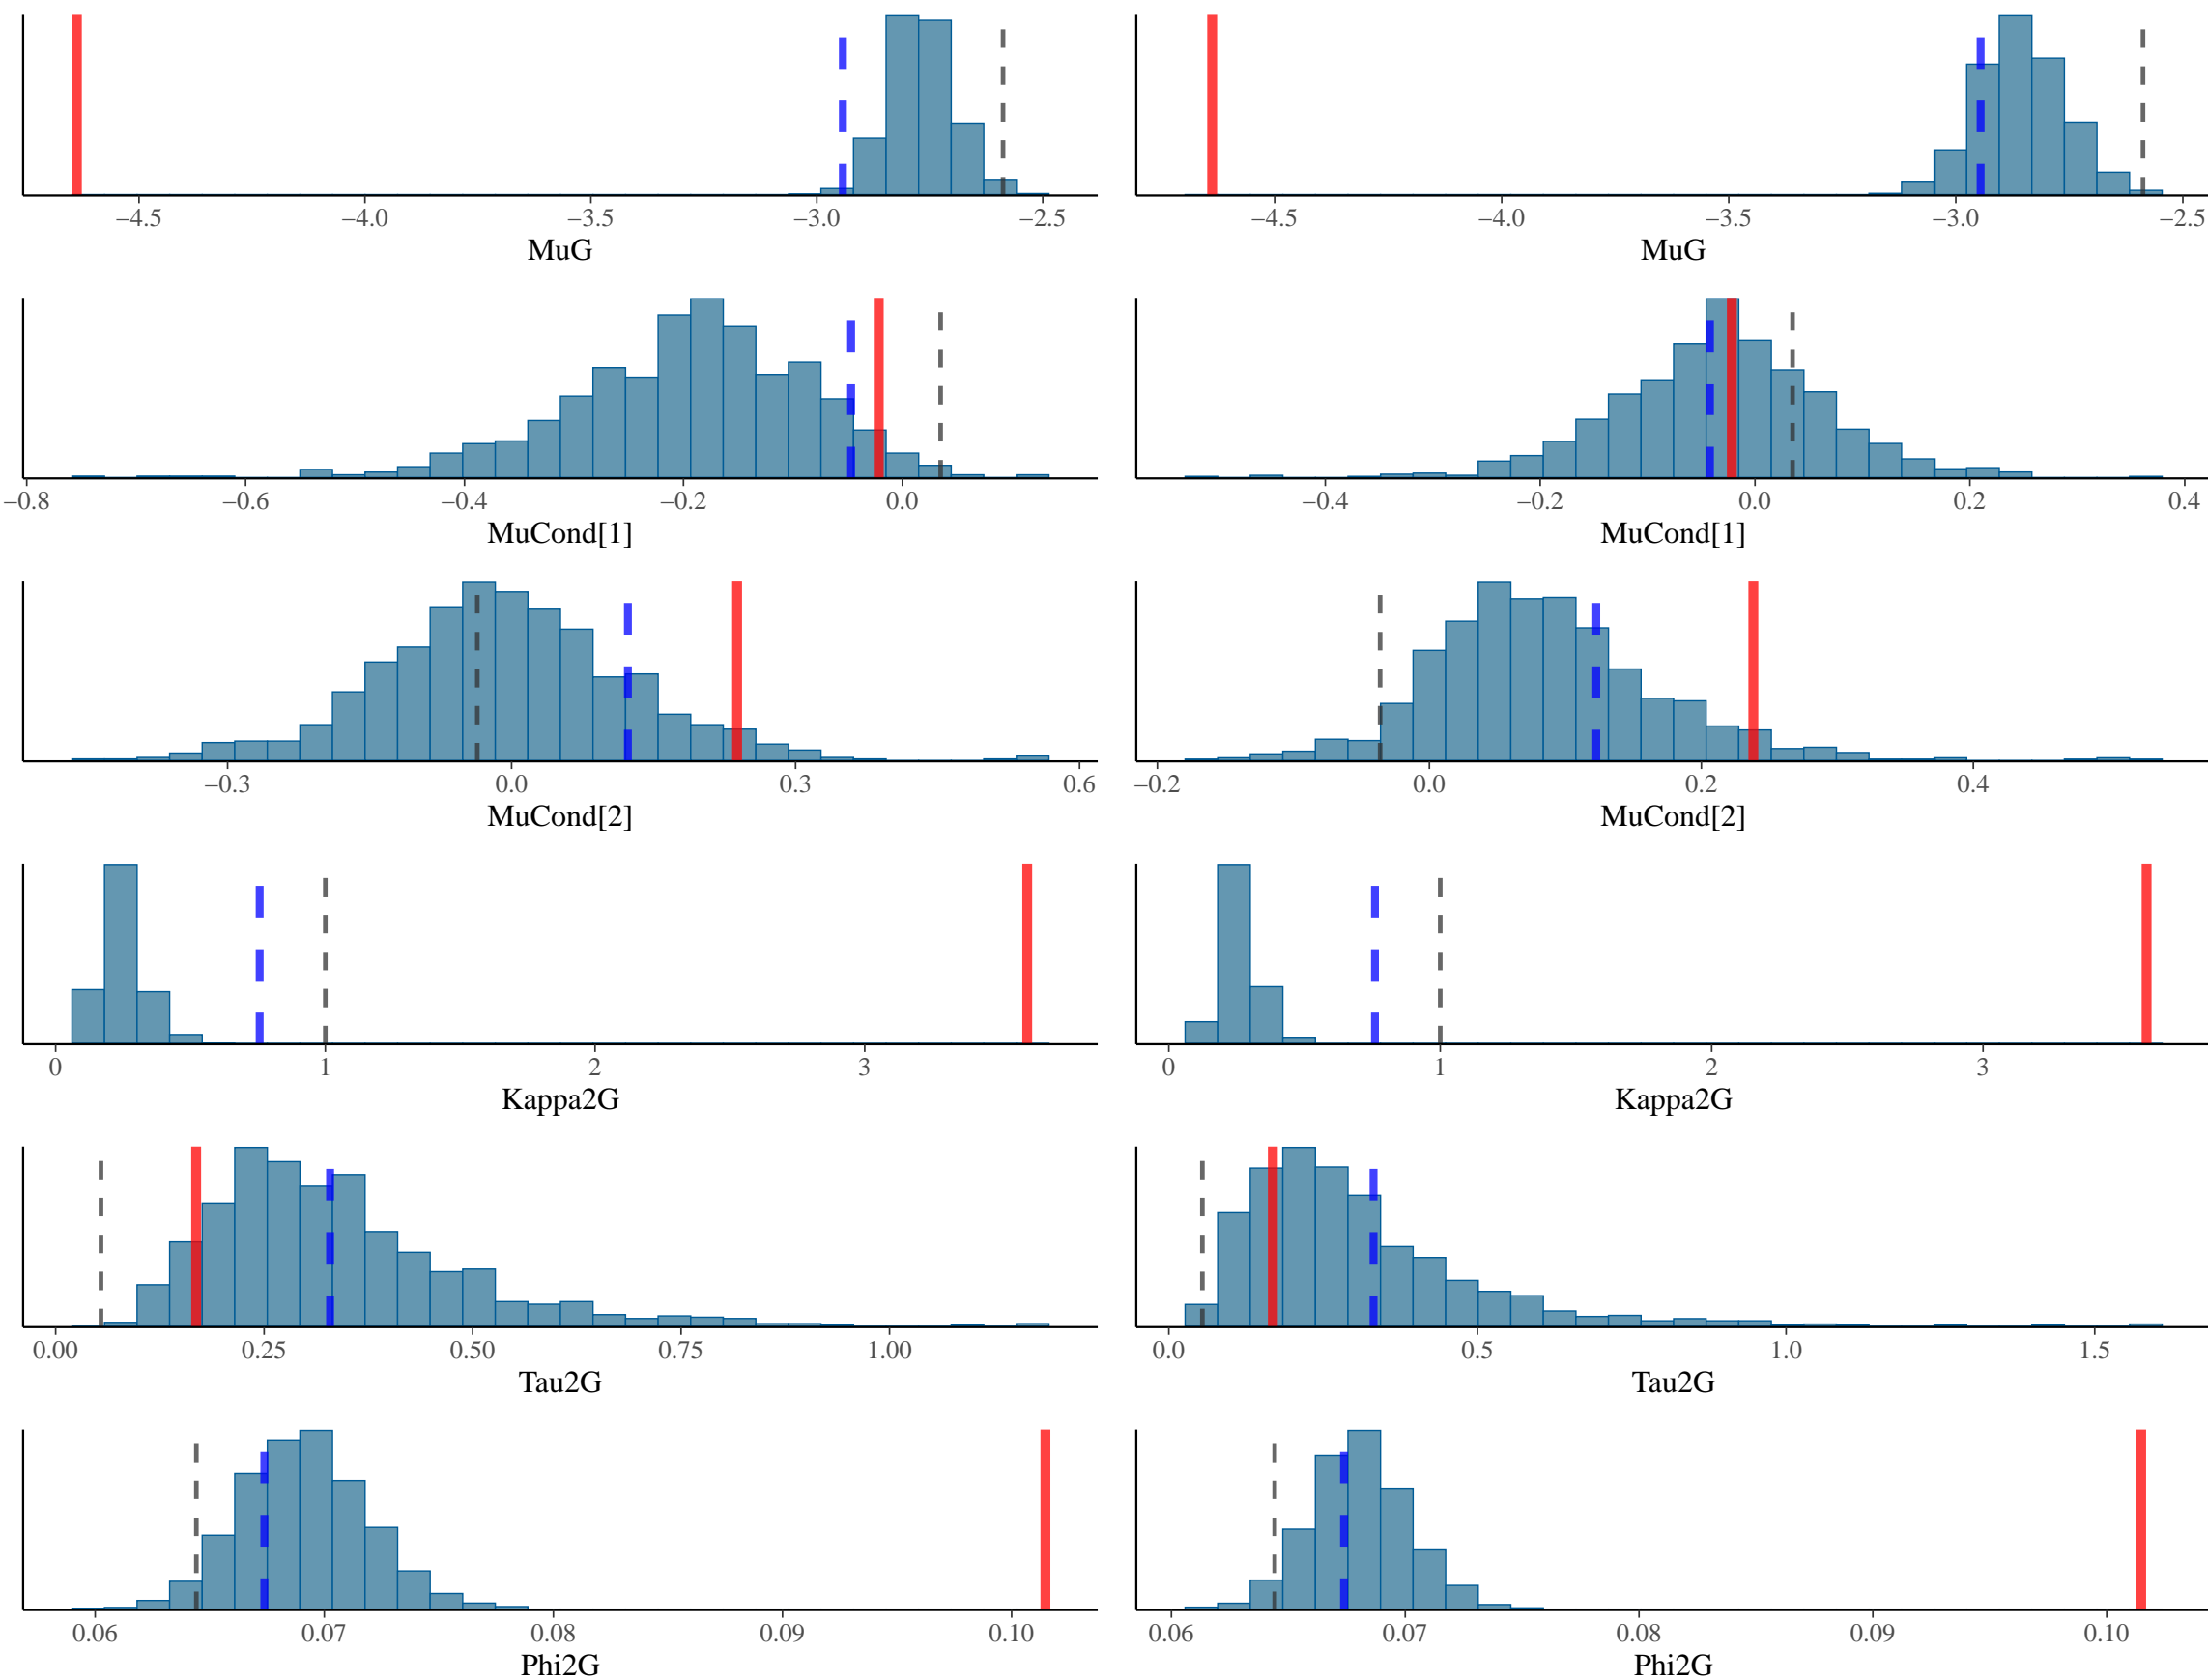 −4.5 −4.0 −3.5 −3.0 −2.5
MuG
−4.5 −4.0 −3.5 −3.0 −2.5
MuG
−0.8 −0.6 −0.4 −0.2 0.0
MuCond[1]
−0.4 −0.2 0.0 0.2 0.4
MuCond[1]
−0.3 0.0 0.3 0.6
MuCond[2]
−0.2 0.0 0.2 0.4
MuCond[2]
0 1 2 3
Kappa2G
0 1 2 3
Kappa2G
0.00 0.25 0.50 0.75 1.00
Tau2G
0.0 0.5 1.0 1.5
Tau2G
0.06 0.07 0.08 0.09 0.10
Phi2G
0.06 0.07 0.08 0.09 0.10
Phi2G